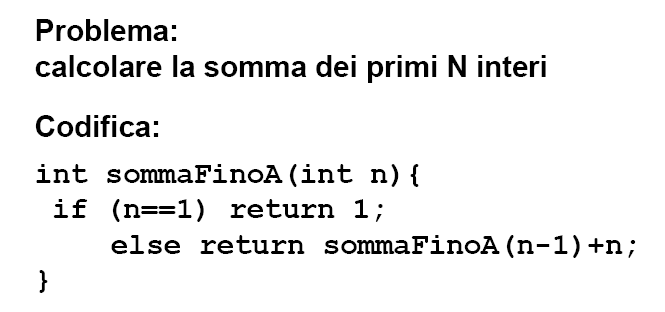 Problema:
calcolare la somma dei primi N interi
Codifica:
int sommaFinoA(int n){
if (n==1) return 1;
else return sommaFinoA(n-1)+n;
}